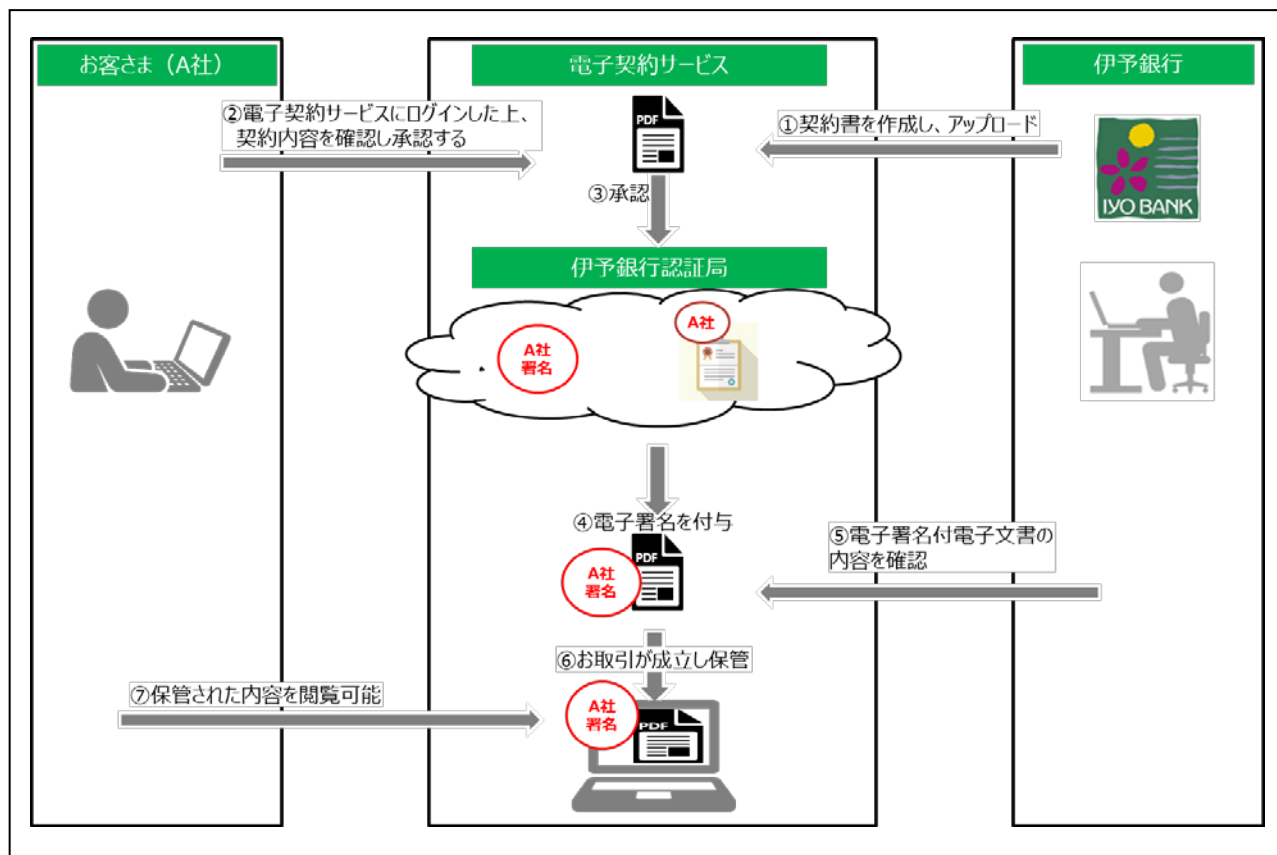 お客さま（A社）
電子契約サービス
伊予銀行
②電子契約サービスにログインした上、
契約内容を確認し承認する
PDF
①契約書を作成し、アップロード
IYO BANK
③承認
伊予銀行認証局
A社
署名
A社
④電子署名を付与
PDF
A社
署名
⑤電子署名付電子文書の
内容を確認
⑥お取引が成立し保管
⑦保管された内容を閲覧可能
A社
署名
PDF